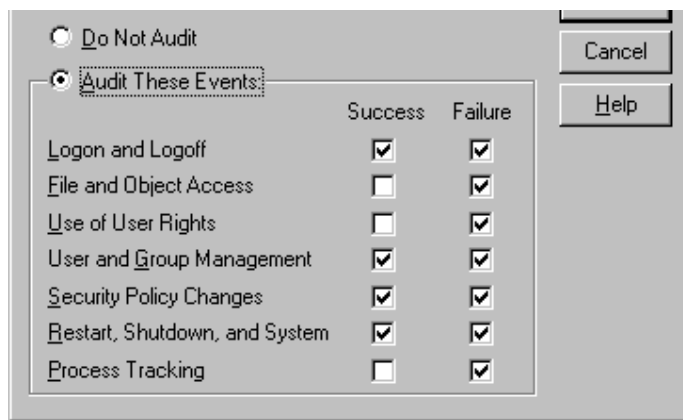 Do Not Audit
Cancel
Audit These Events:
Help
Success Failure
Logon and Logoff
File and Object Access
Use of User Rights
User and Group Management
Security Policy Changes
Restart, Shutdown, and System
Process Tracking